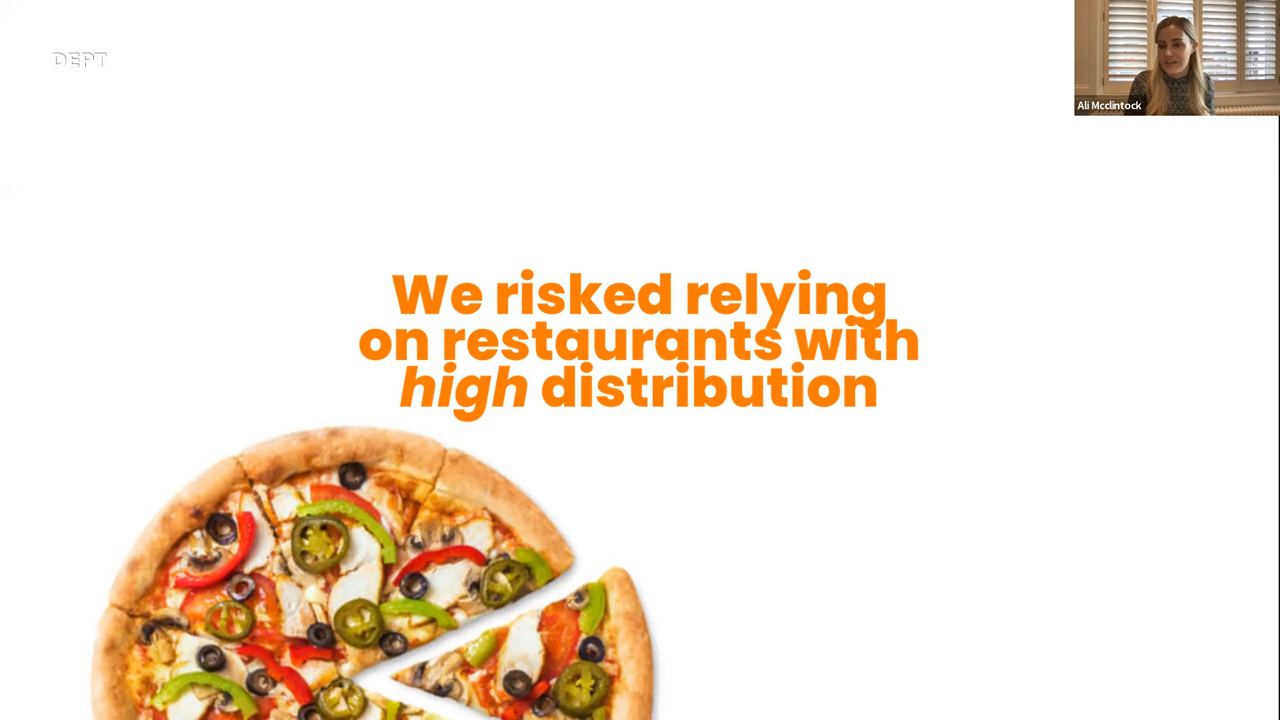 DEPT
Ali Mcclintock
We risked relying
on restaurants with
high distribution